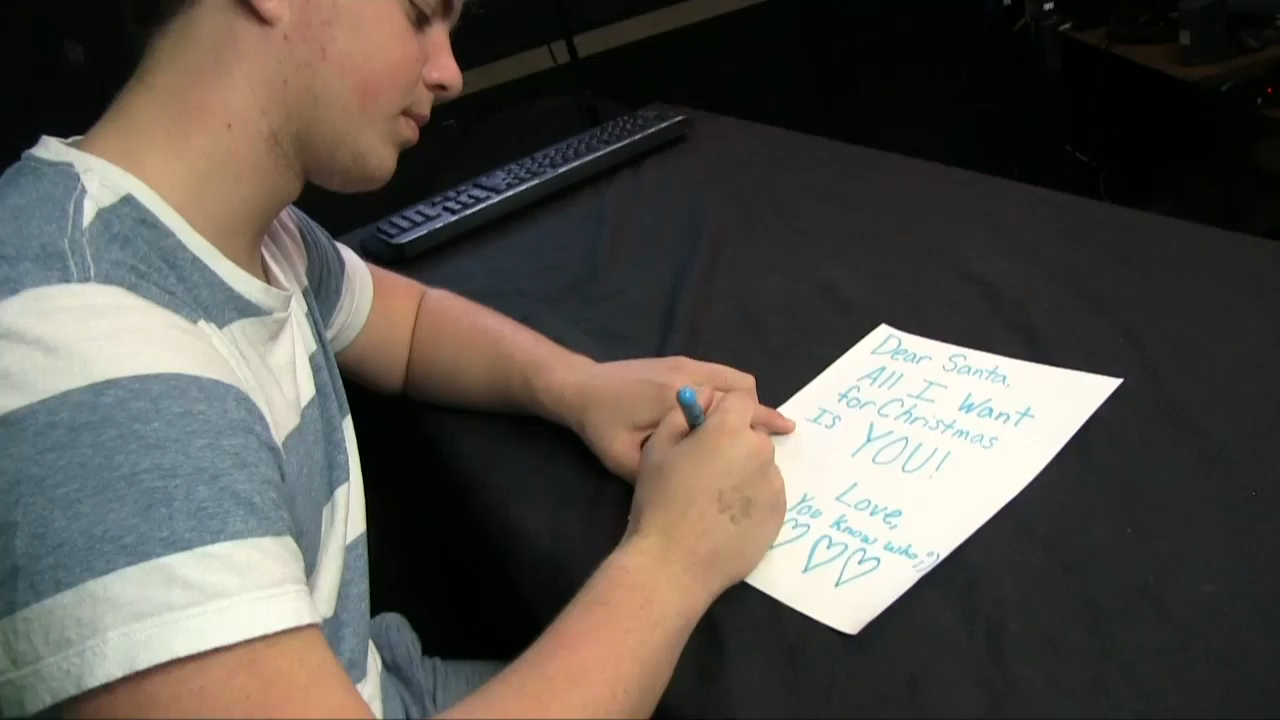 Dear Santa,
All I Want
for Christmas
Is YOU!
Love,
You know who ;)